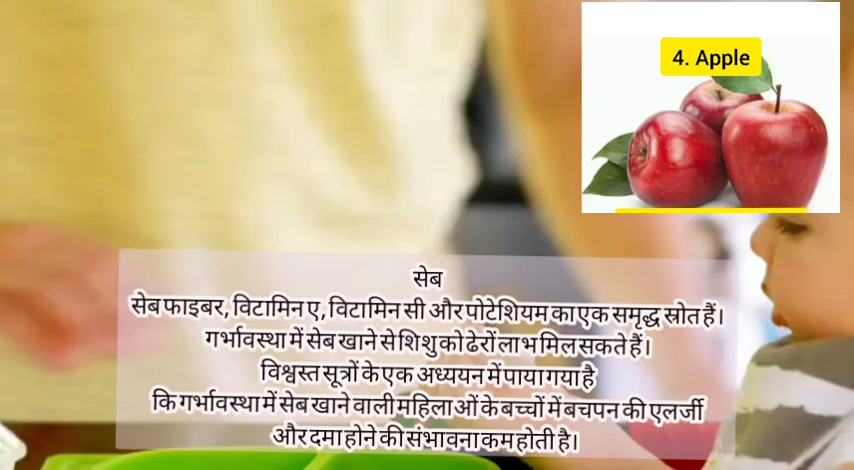 4. Apple
सेब
सेब फाइबर, विटामिन ए, विटामिन सी और पोटेशियम का एक समृद्ध स्रोत हैं।
गर्भावस्था में सेब खाने से शिशु को ढेरों लाभ मिल सकते हैं।
विश्वस्त सूत्रों के एक अध्ययन में पाया गया है
कि गर्भावस्था में सेब खाने वाली महिलाओं के बच्चों में बचपन की एलर्जी
और दमा होने की संभावना कम होती है।